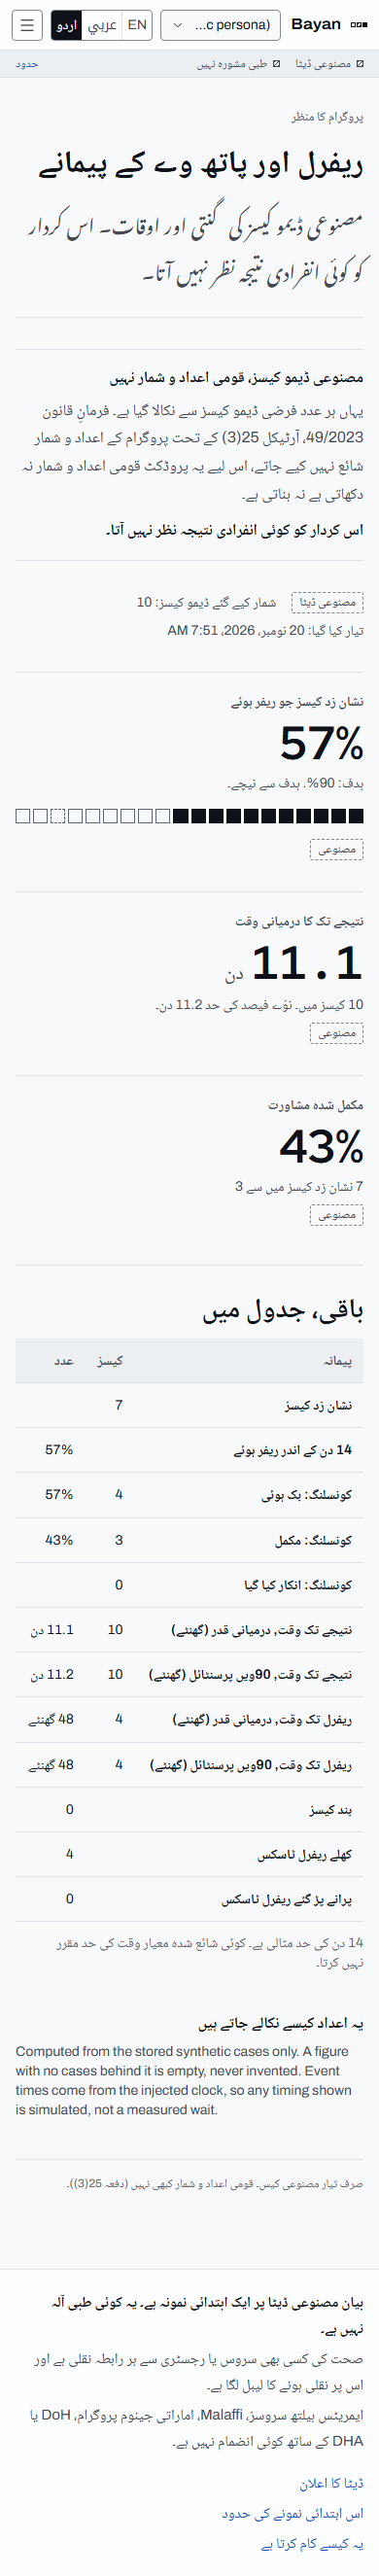 Bayan
(c persona...
EN
عربي
اردو
مصنوعی ڈیٹا
طبی مشورہ نہیں
حدود
پروگرام کا منظر
ریفرل اور پاتھ وے کے پیمانے
مصنوعی ڈیمو کیسز کی گنتی اور اوقات۔ اس کردار
کو کوئی انفرادی نتیجہ نظر نہیں آتا۔
مصنوعی ڈیمو کیسز، قومی اعداد و شمار نہیں
یہاں ہر عدد فرضی ڈیمو کیسز سے نکالا گیا ہے۔ فرمانِ قانون
49/2023، آرٹیکل 25(3) کے تحت پروگرام کے اعداد و شمار
شائع نہیں کیے جاتے، اس لیے یہ پروڈکٹ قومی اعداد و شمار نہ
دکھاتی ہے نہ بناتی ہے۔
اس کردار کو کوئی انفرادی نتیجہ نظر نہیں آتا۔
مصنوعی ڈیٹا
شمار کیے گئے ڈیمو کیسز: 10
تیار کیا گیا: 20 نومبر، 2026، 7:51 AM
نشان زد کیسز جو ریفر ہوئے
57%
ہدف: 90%. ہدف سے نیچے۔
مصنوعی
نتیجے تک کا درمیانی وقت
11.1 دن
10 کیسز میں۔ نوّے فیصد کی حد 11.2 دن۔
مصنوعی
مکمل شدہ مشاورت
43%
7 نشان زد کیسز میں سے 3
مصنوعی
باقی، جدول میں
پیمانہ کیسز عدد
نشان زد کیسز 7
14 دن کے اندر ریفر ہوئے 57%
کونسلنگ: بک ہوئی 4 57%
کونسلنگ: مکمل 3 43%
کونسلنگ: انکار کیا گیا 0
نتیجے تک وقت, درمیانی قدر (گھنٹے) 10 11.1 دن
نتیجے تک وقت, 90ویں پرسنٹائل (گھنٹے) 10 11.2 دن
ریفرل تک وقت, درمیانی قدر (گھنٹے) 4 48 گھنٹے
ریفرل تک وقت, 90ویں پرسنٹائل (گھنٹے) 4 48 گھنٹے
بند کیسز 0
کھلے ریفرل ٹاسکس 4
پرانے پڑ گئے ریفرل ٹاسکس 0
14 دن کی حد مثالی ہے۔ کوئی شائع شدہ معیار وقت کی حد مقرر
نہیں کرتا۔
یہ اعداد کیسے نکالے جاتے ہیں
Computed from the stored synthetic cases only. A figure
with no cases behind it is empty, never invented. Event
times come from the injected clock, so any timing shown
is simulated, not a measured wait.
صرف تیار مصنوعی کیس۔ قومی اعداد و شمار کبھی نہیں (دفعہ 25(3))۔
بیان مصنوعی ڈیٹا پر ایک ابتدائی نمونہ ہے۔ یہ کوئی طبی آلہ
نہیں ہے۔
صحت کی کسی بھی سروس یا رجسٹری سے ہر رابطہ نقلی ہے اور
اس پر نقلی ہونے کا لیبل لگا ہے۔
ایمریٹس ہیلتھ سروسز، Malaffi، اماراتی جینوم پروگرام، DoH یا
DHA کے ساتھ کوئی انضمام نہیں ہے۔
ڈیٹا کا اعلان
اس ابتدائی نمونے کی حدود
یہ کیسے کام کرتا ہے